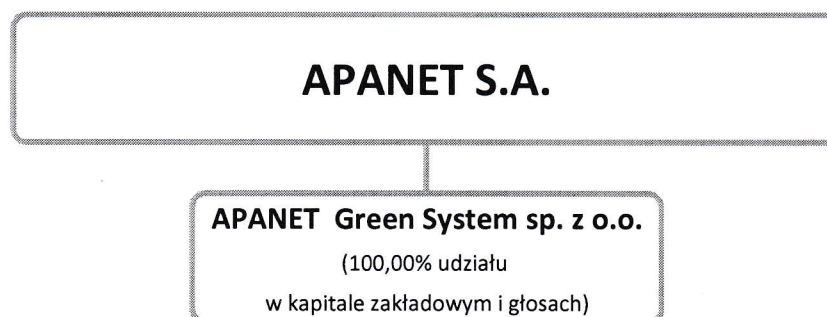 APANET S.A.
APANET Green System sp. z o.o.
(100,00% udziału
w kapitale zakładowym i głosach)